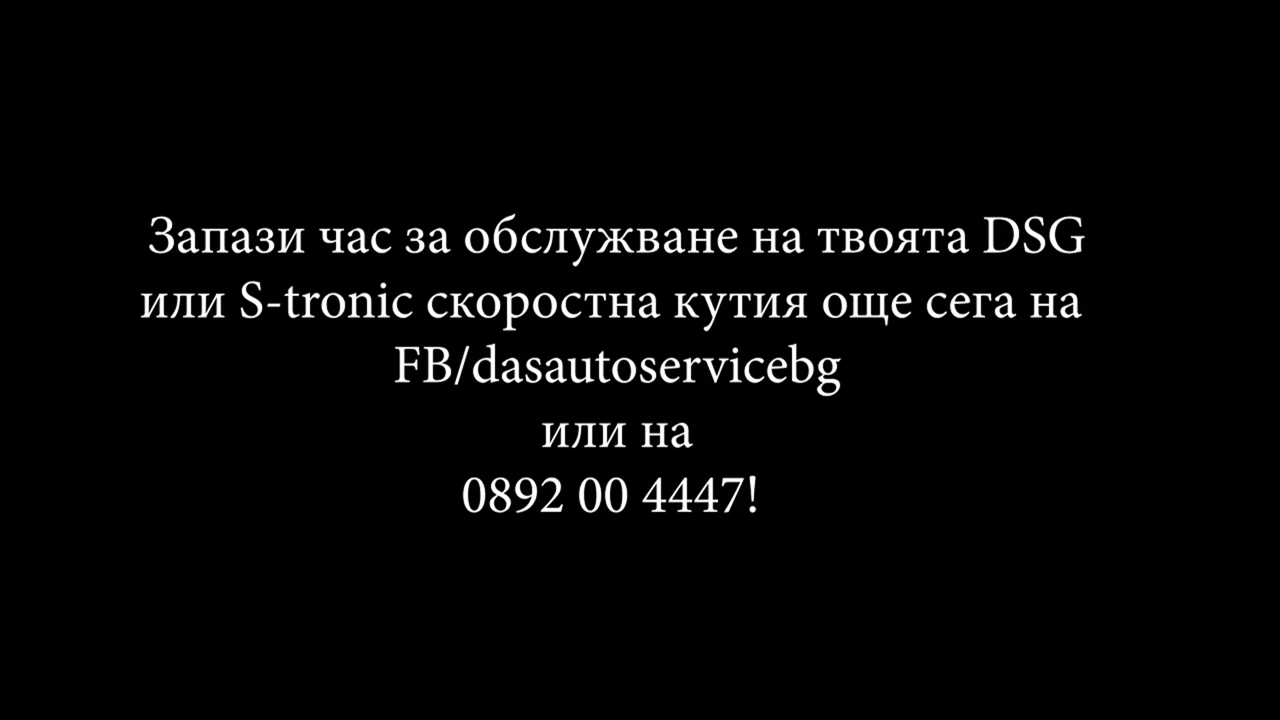 Запази час за обслужване на твоята DSG
или S-tronic скоростна кутия още сега на
FB/dasautoservicebg
или на
0892 00 4447!